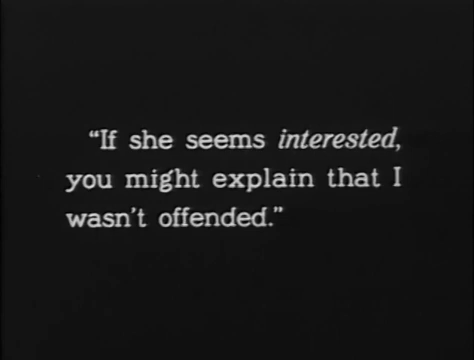 “If she seems interested,
you might explain that I
wasn't offended.”